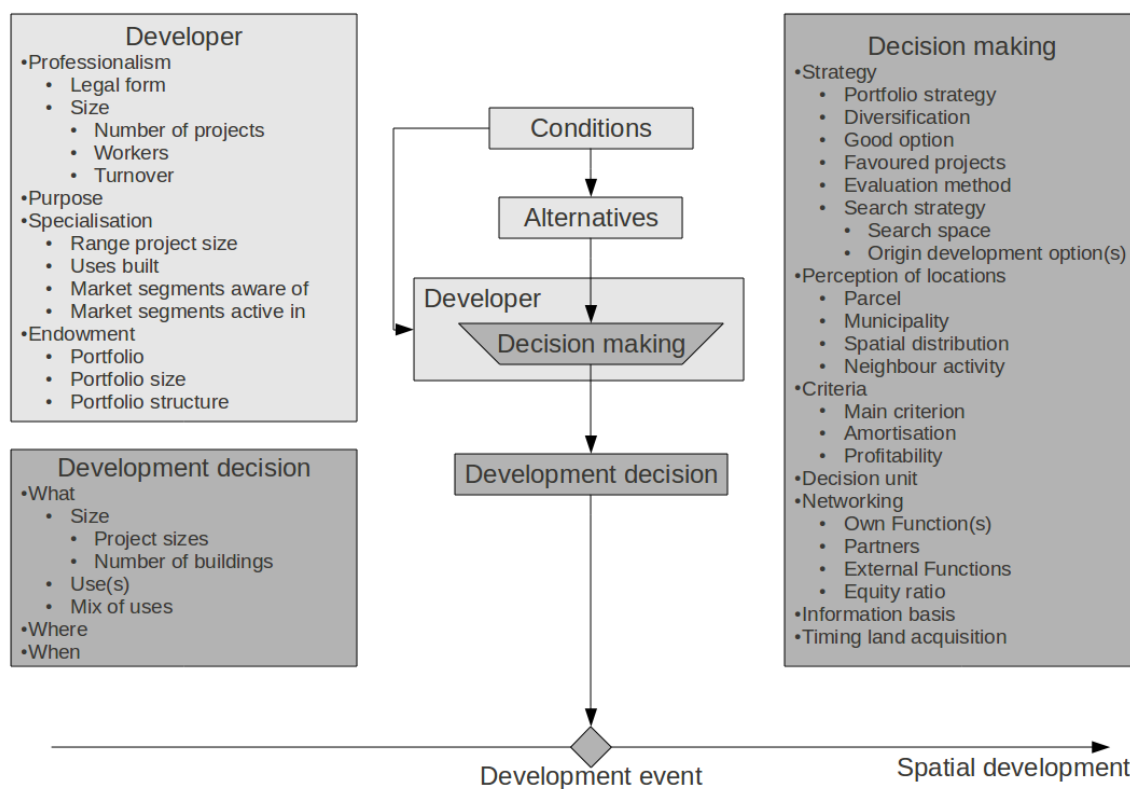 Developer
•Professionalism
• Legal form
• Size
• Number of projects
• Workers
• Turnover
•Purpose
•Specialisation
• Range project size
• Uses built
• Market segments aware of
• Market segments active in
•Endowment
• Portfolio
• Portfolio size
• Portfolio structure
Development decision
•What
• Size
• Project sizes
• Number of buildings
• Use(s)
• Mix of uses
•Where
•When
Conditions
Alternatives
Developer
Decision making
Development decision
Development event
Spatial development
Decision making
•Strategy
• Portfolio strategy
• Diversification
• Good option
• Favoured projects
• Evaluation method
• Search strategy
• Search space
• Origin development option(s)
•Perception of locations
• Parcel
• Municipality
• Spatial distribution
• Neighbour activity
•Criteria
• Main criterion
• Amortisation
• Profitability
•Decision unit
•Networking
• Own Function(s)
• Partners
• External Functions
• Equity ratio
•Information basis
•Timing land acquisition